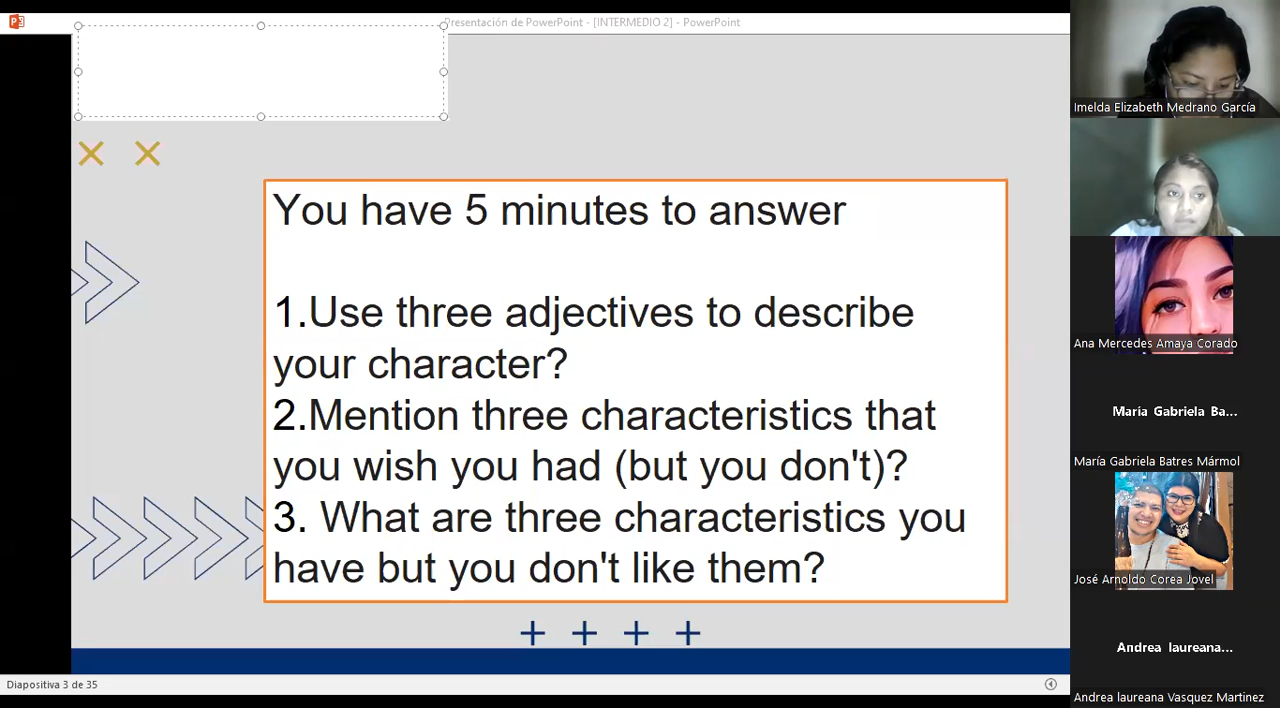 Presentación de PowerPoint - [INTERMEDIO 2] - PowerPoint
You have 5 minutes to answer
1.Use three adjectives to describe
your character?
2.Mention three characteristics that
you wish you had (but you don't)?
3. What are three characteristics you
have but you don't like them?
Diapositiva 3 de 35
Imelda Elizabeth Medrano García
Ana Mercedes Amaya Corado
María Gabriela Ba...
María Gabriela Batres Mármol
José Arnoldo Corea Jovel
Andrea laureana...
Andrea laureana Vasquez Martinez